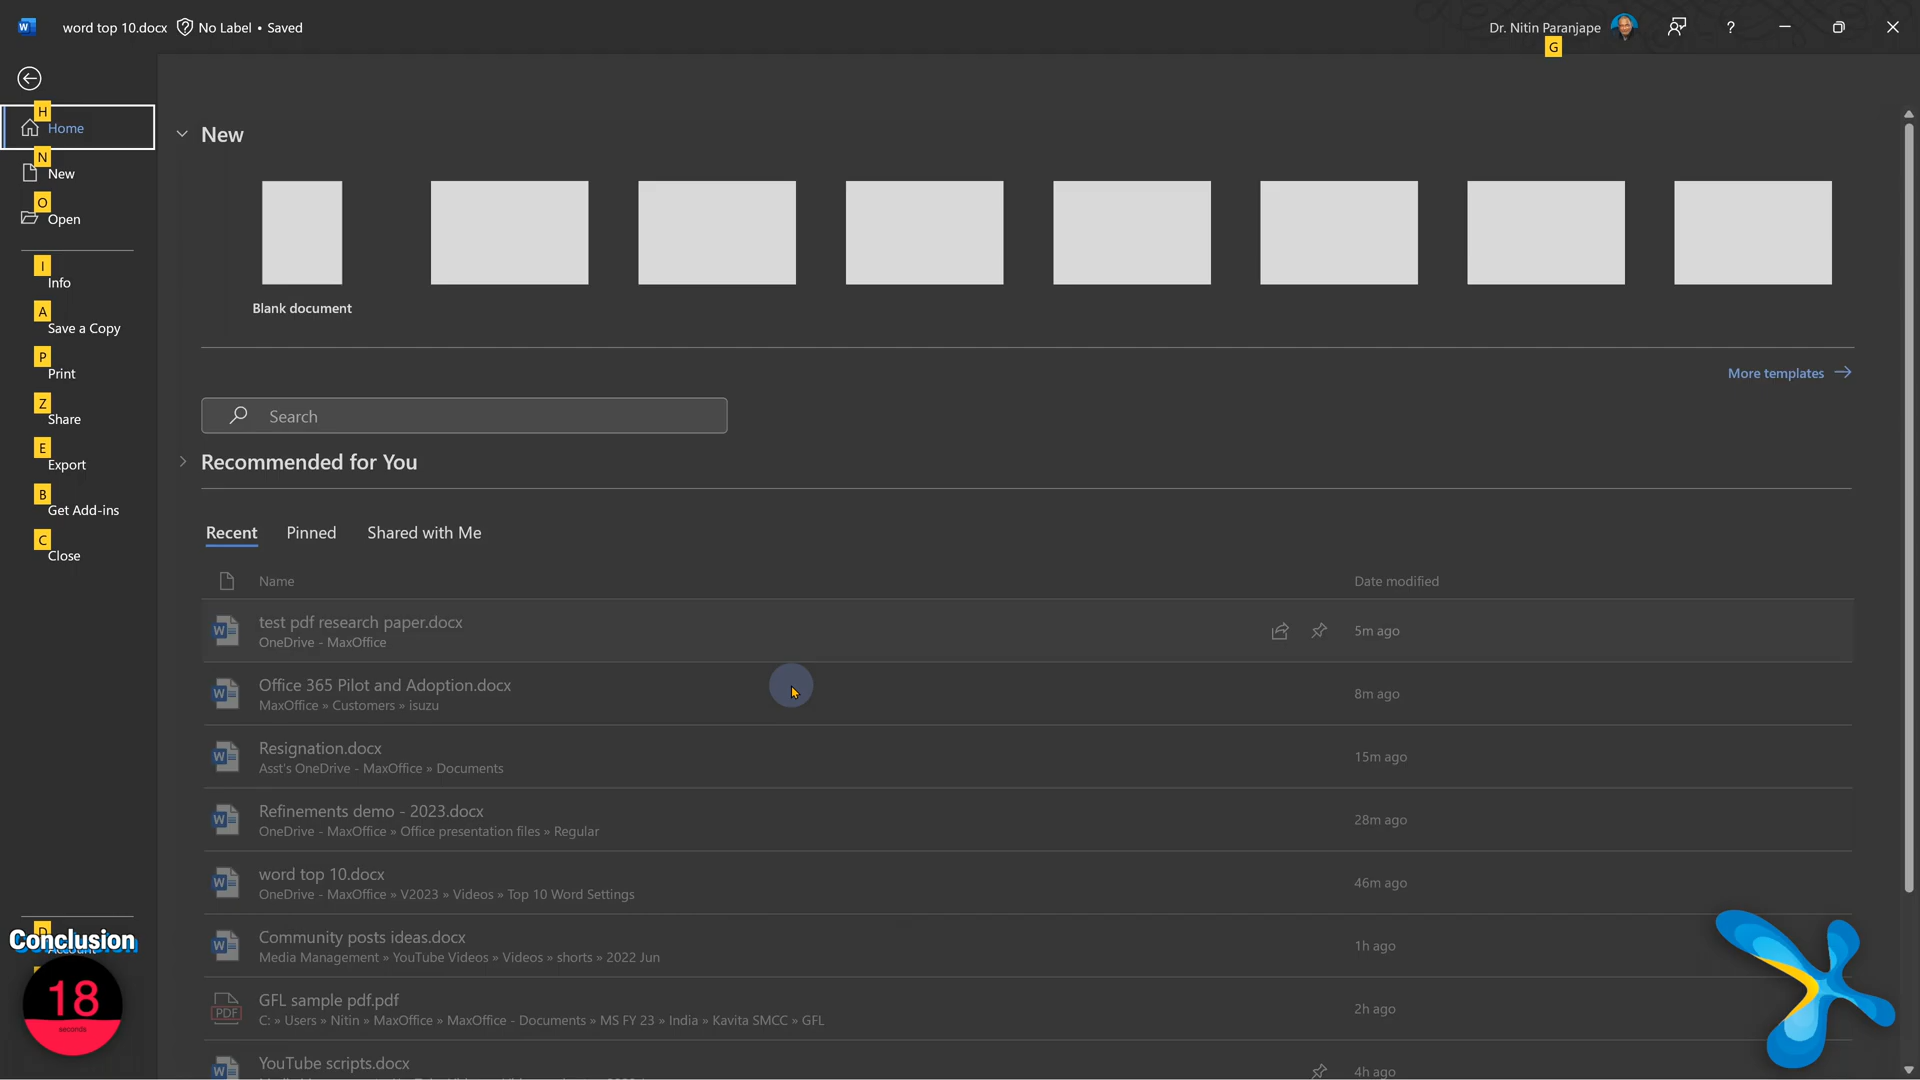 word top 10.docx No Label • Saved
Dr. Nitin Paranjape
G
?
H
Home
N
New
O
Open
I
Info
A
Save a Copy
P
Print
Z
Share
E
Export
B
Get Add-ins
C
Close
D
Conclusion
18
seconds
New
Blank document
More templates
Search
Recommended for You
Recent Pinned Shared with Me
Name Date modified
test pdf research paper.docx
OneDrive - MaxOffice
5m ago
Office 365 Pilot and Adoption.docx
MaxOffice » Customers » isuzu
8m ago
Resignation.docx
Asst's OneDrive - MaxOffice » Documents
15m ago
Refinements demo - 2023.docx
OneDrive - MaxOffice » Office presentation files » Regular
28m ago
word top 10.docx
OneDrive - MaxOffice » V2023 » Videos » Top 10 Word Settings
46m ago
Community posts ideas.docx
Media Management » YouTube Videos » Videos » shorts » 2022 Jun
1h ago
PDF
GFL sample pdf.pdf
C: » Users » Nitin » MaxOffice » MaxOffice - Documents » MS FY 23 » India » Kavita SMCC » GFL
2h ago
YouTube scripts.docx
4h ago